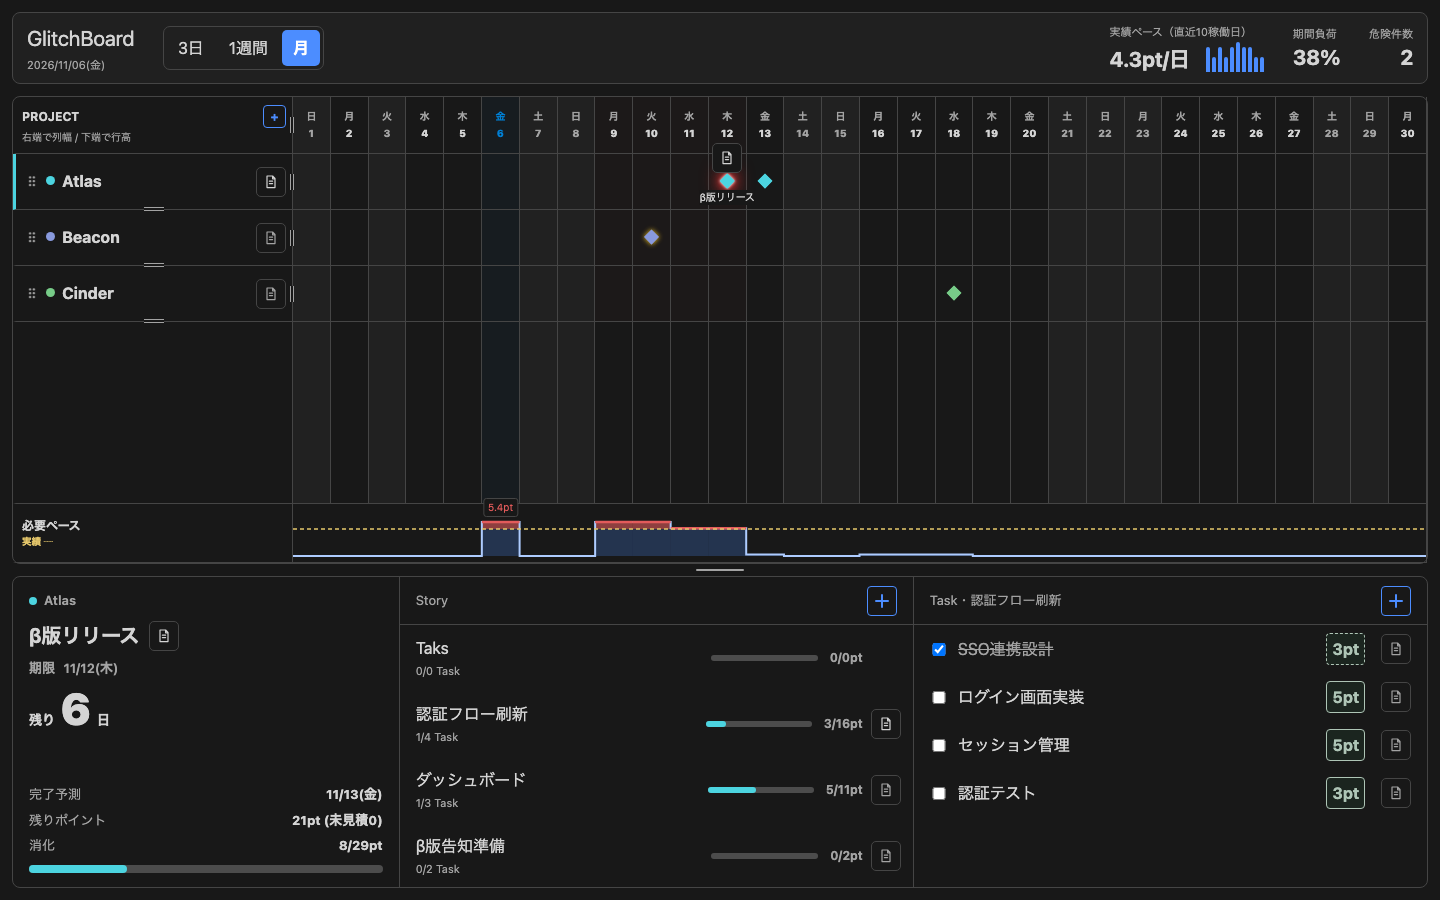 GlitchBoard
2026/11/06(金)
3日 1週間 月
実績ペース（直近10稼働日）
4.3pt/日
期間負荷
38%
危険件数
2
PROJECT
+
右端で列幅 / 下端で行高
日 月 火 水 木 金 土 日 月 火 水 木 金 土 日 月 火 水 木 金 土 日 月 火 水 木 金 土 日 月
1 2 3 4 5 6 7 8 9 10 11 12 13 14 15 16 17 18 19 20 21 22 23 24 25 26 27 28 29 30
Atlas
β版リリース
Beacon
Cinder
必要ペース
実績
5.4pt
Atlas
β版リリース
期限 11/12(木)
残り 6 日
完了予測 11/13(金)
残りポイント 21pt (未見積0)
消化 8/29pt
Story
+
Taks
0/0 Task
0/0pt
認証フロー刷新
1/4 Task
3/16pt
ダッシュボード
1/3 Task
5/11pt
β版告知準備
0/2 Task
0/2pt
Task・認証フロー刷新
+
SSO連携設計 3pt
ログイン画面実装 5pt
セッション管理 5pt
認証テスト 3pt